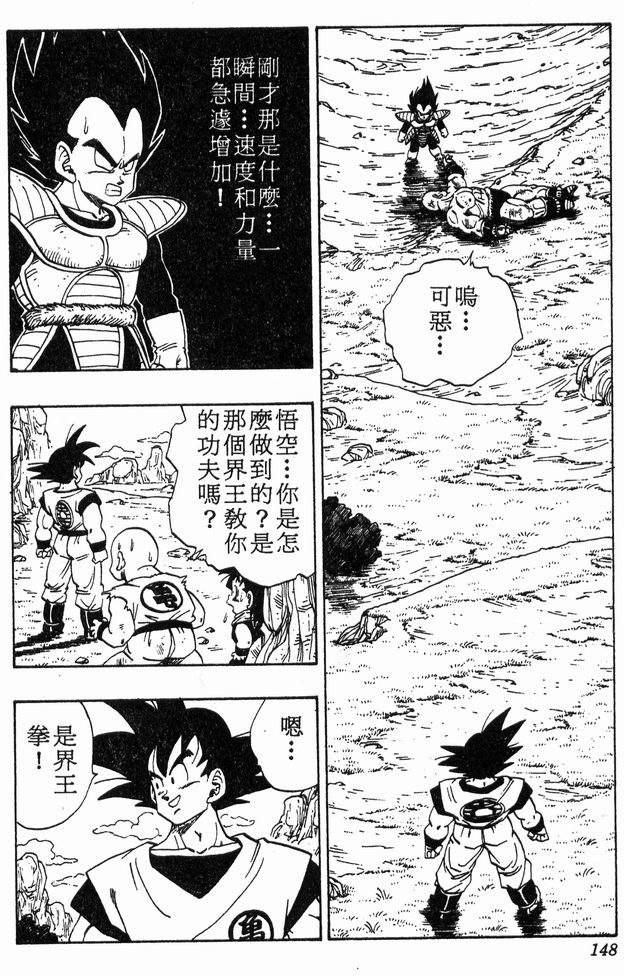 嗚…
可惡…
剛才那是什麼…一
瞬間…速度和力量
都急遽增加！
悟空…你是怎
麼做到的？是
那個界王教你
的功夫嗎？
嗯…
是界王
拳！
龜
148